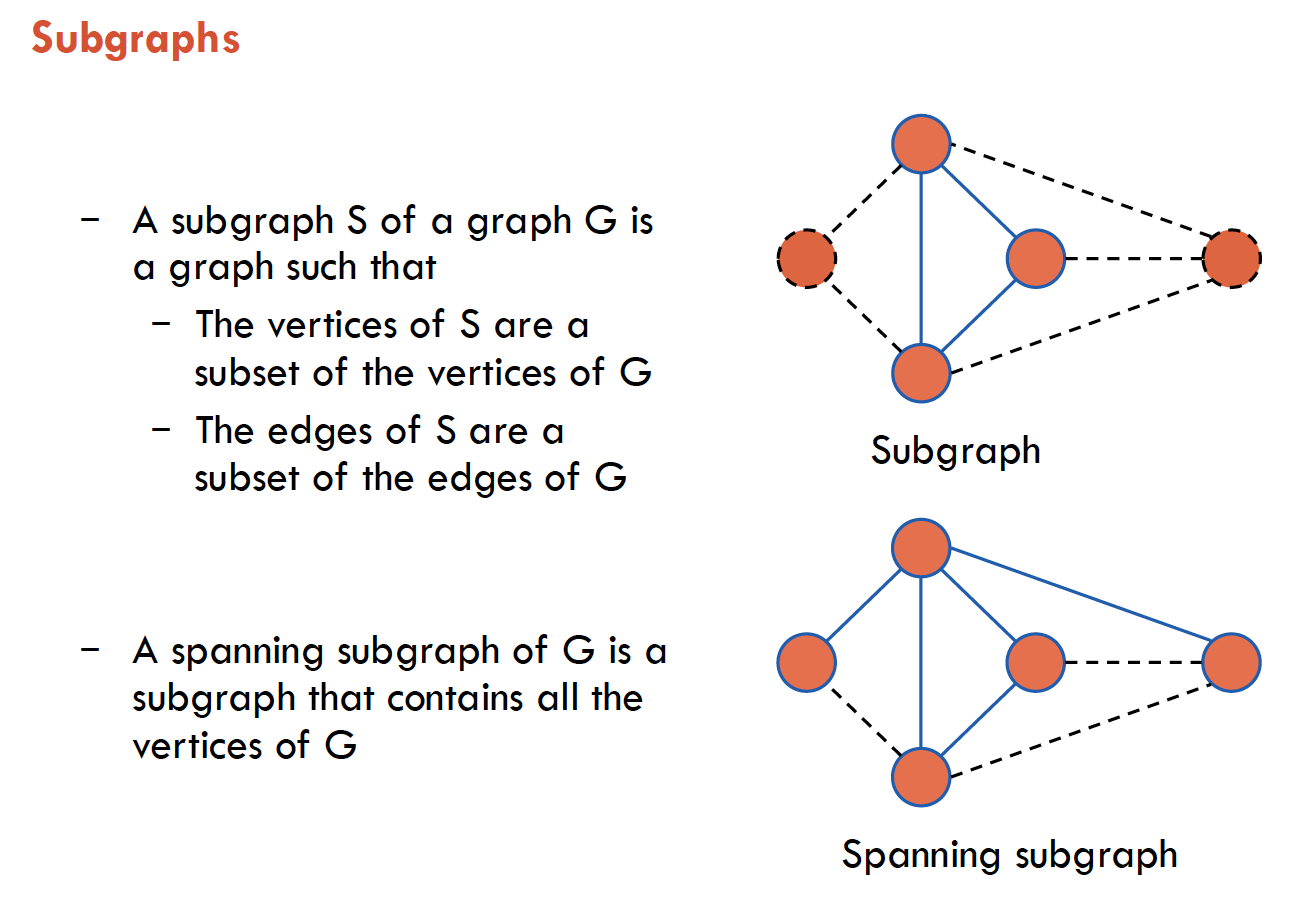 Subgraphs
– A subgraph S of a graph G is
a graph such that
– The vertices of S are a
subset of the vertices of G
– The edges of S are a
subset of the edges of G
Subgraph
– A spanning subgraph of G is a
subgraph that contains all the
vertices of G
Spanning subgraph